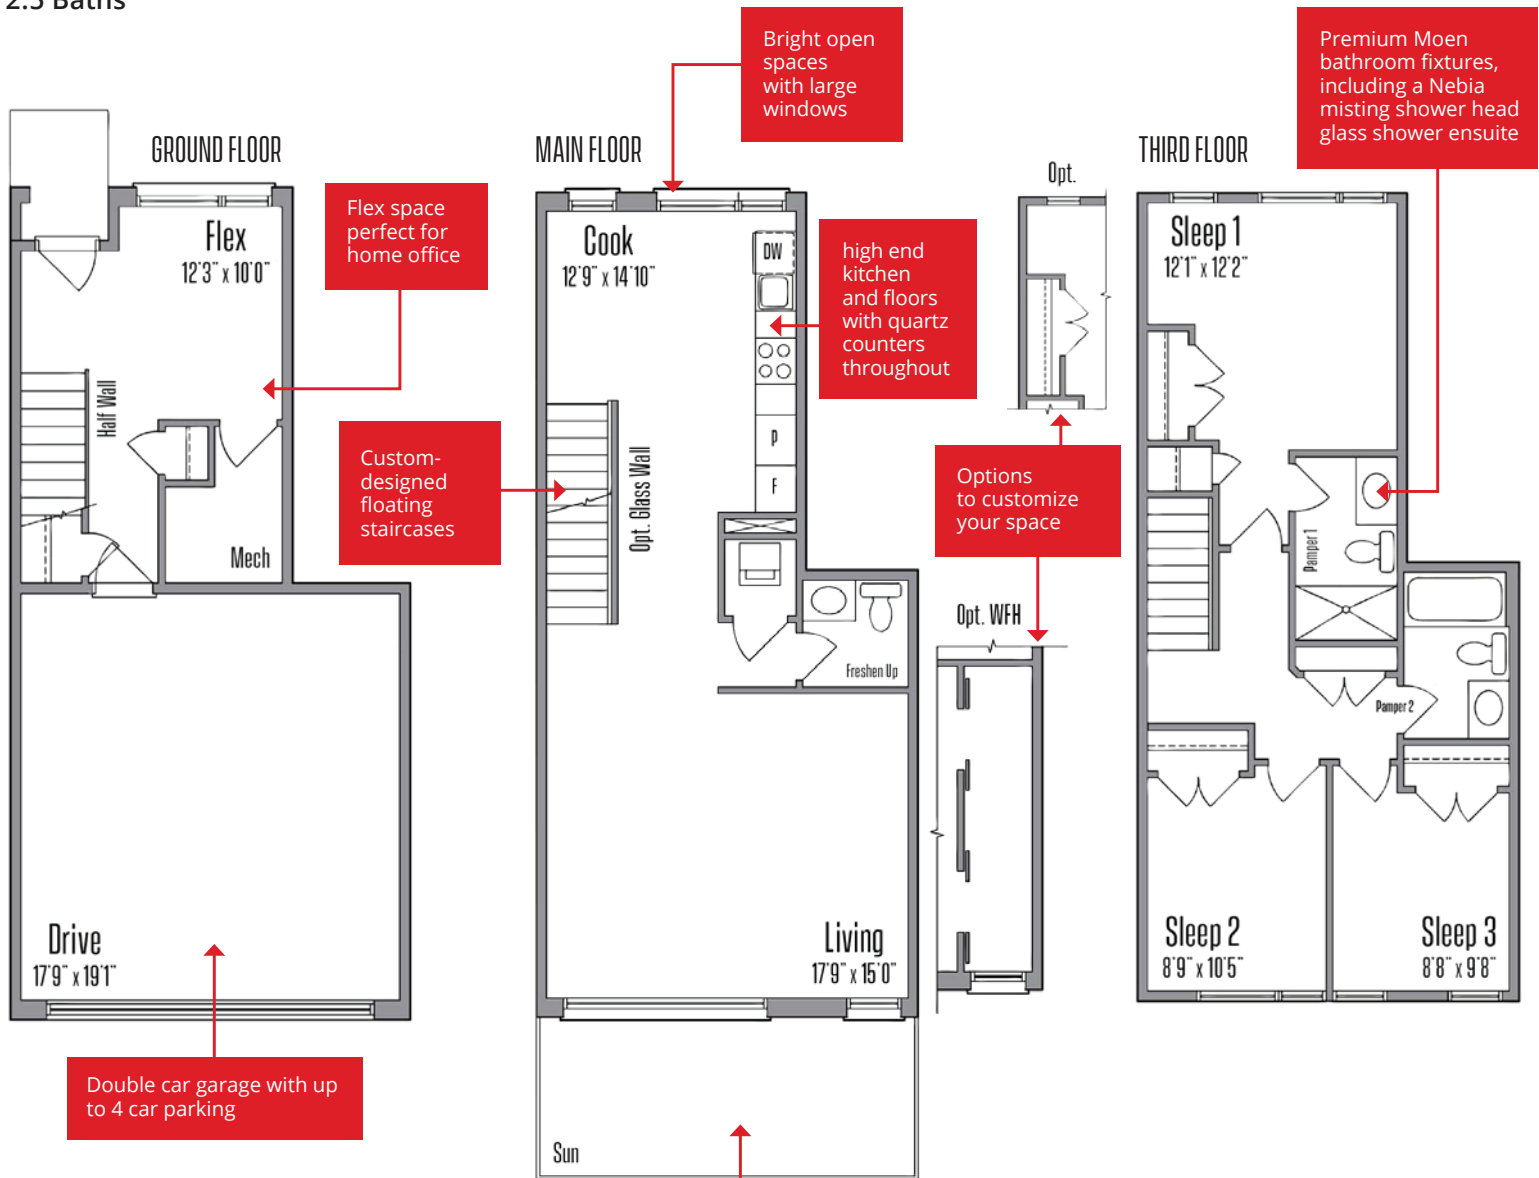 2.5 Baths
Bright open
spaces
with large
windows
Premium Moen
bathroom fixtures,
including a Nebia
misting shower head
glass shower ensuite
GROUND FLOOR
MAIN FLOOR
THIRD FLOOR
Opt.
Flex
12'3" x 10'0"
Flex space
perfect for
home office
Cook
12'9" x 14'10"
DW
high end
kitchen
and floors
with quartz
counters
throughout
Sleep 1
12'1" x 12'2"
Half Wall
Custom-
designed
floating
staircases
Opt. Glass Wall
P
F
Options
to customize
your space
Mech
Pamper 1
Opt. WFH
Freshen Up
Pamper 2
Drive
17'9" x 19'1"
Living
17'9" x 15'0"
Sleep 2
8'9" x 10'5"
Sleep 3
8'8" x 9'8"
Double car garage with up
to 4 car parking
Sun